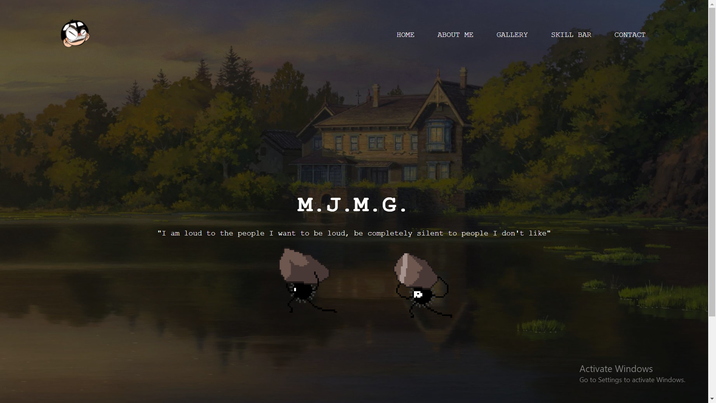 HOME ABOUT ME GALLERY SKILL BAR CONTACT
M.J.M.G.
"I am loud to the people I want to be loud, be completely silent to people I don't like"
Activate Windows
Go to Settings to activate Windows.